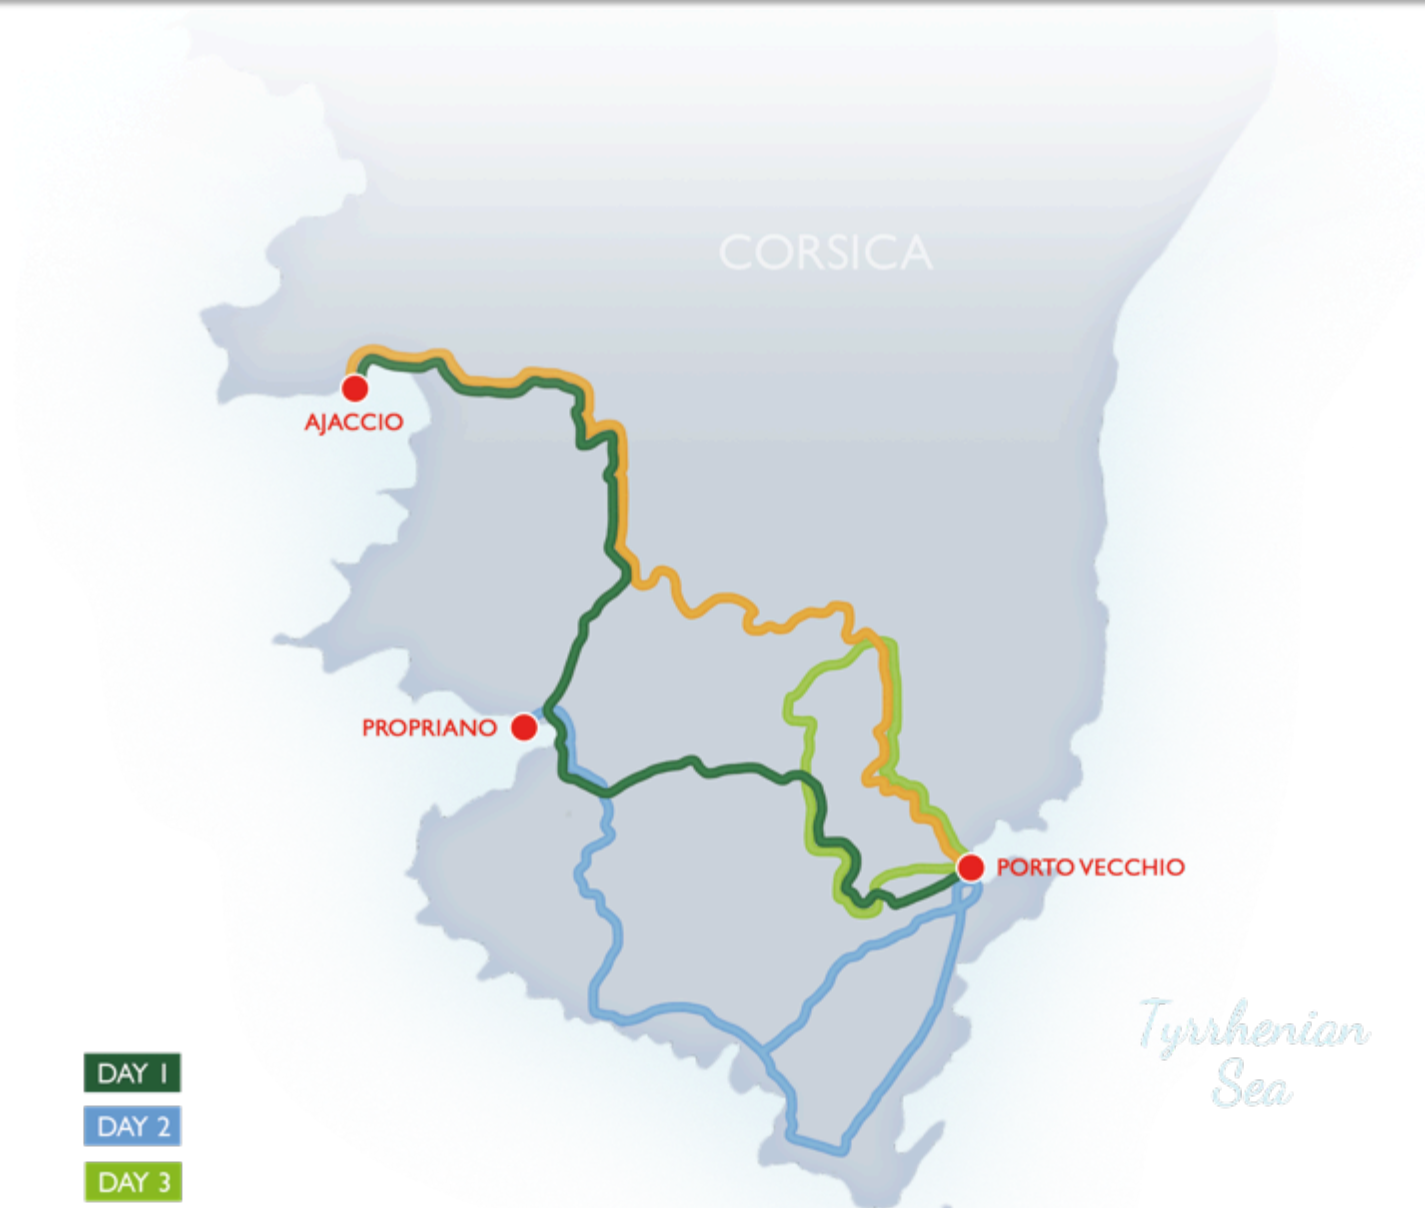 CORSICA
AJACCIO
PROPRIANO
PORTO VECCHIO
Tyrrhenian
Sea
DAY 1
DAY 2
DAY 3